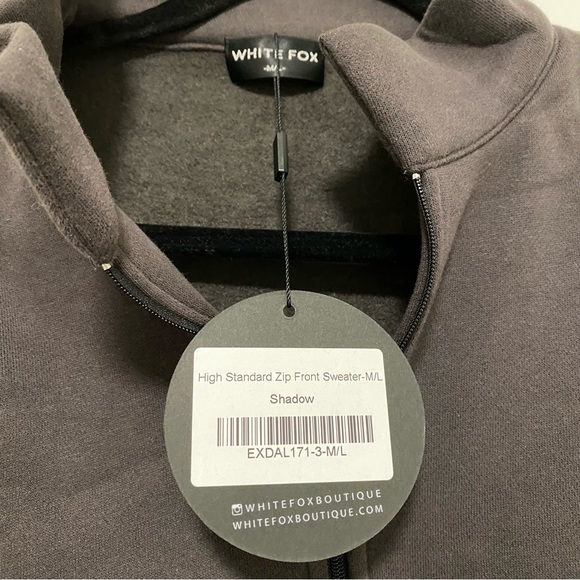 WHITE FOX
M/L
High Standard Zip Front Sweater-M/L
Shadow
EXDAL171-3-M/L
WHITEFOXBOUTIQUE
WHITEFOXBOUTIQUE.COM